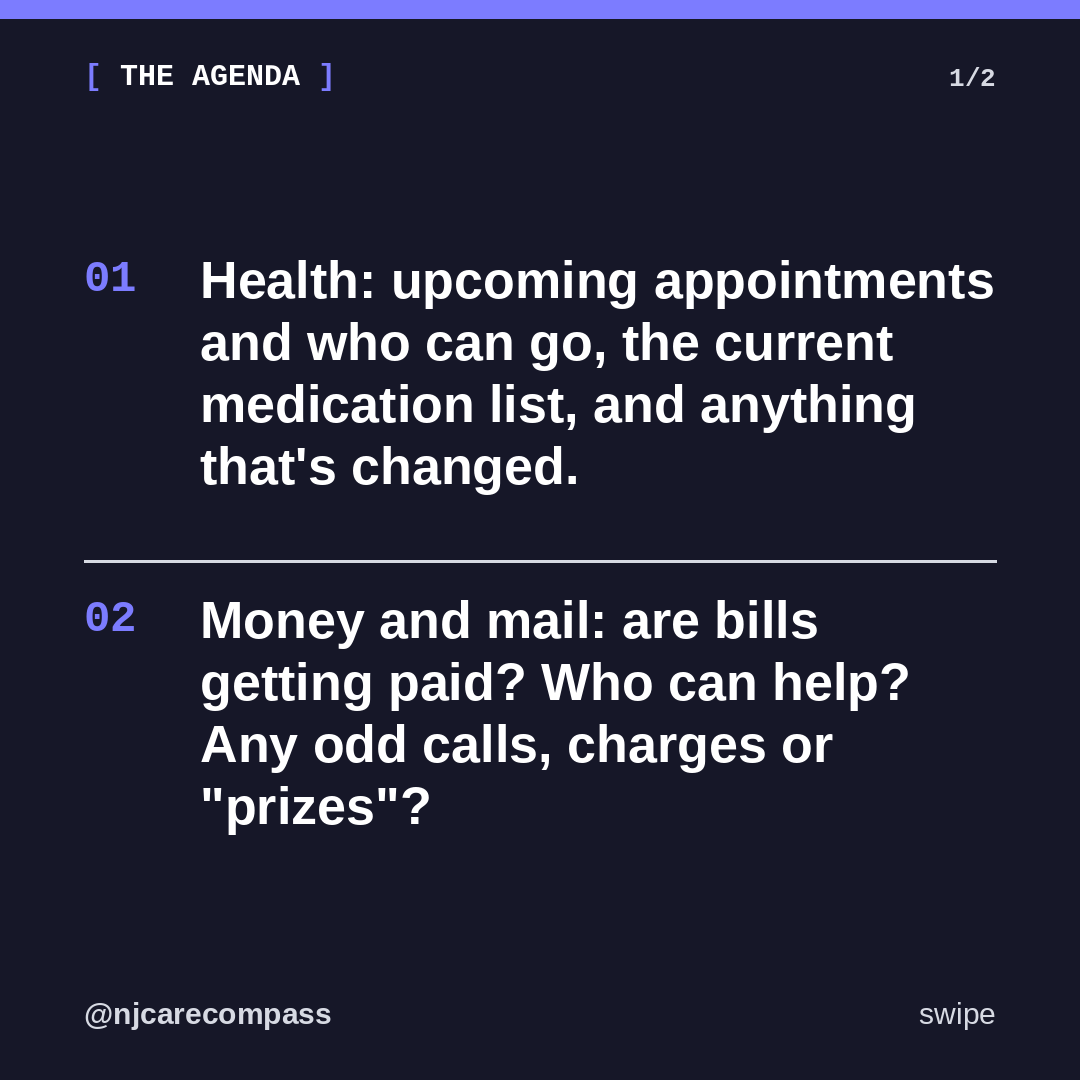 [ THE AGENDA ]
1/2
01
Health: upcoming appointments
and who can go, the current
medication list, and anything
that's changed.
02
Money and mail: are bills
getting paid? Who can help?
Any odd calls, charges or
"prizes"?
@njcarecompass
swipe